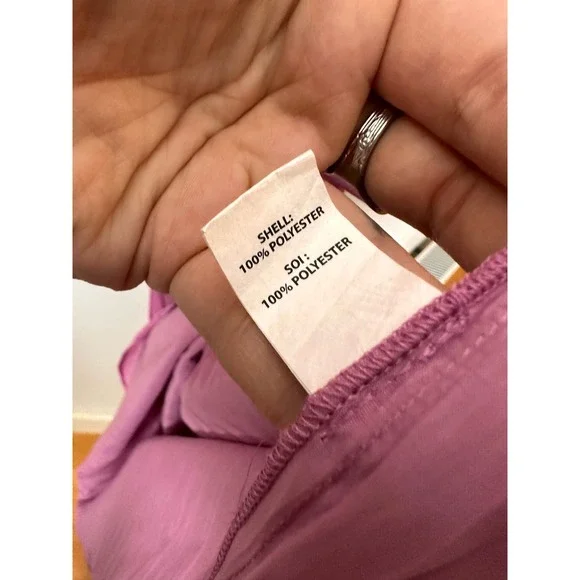 SHELL:
100% POLYESTER
SOI :
100% POLYESTER